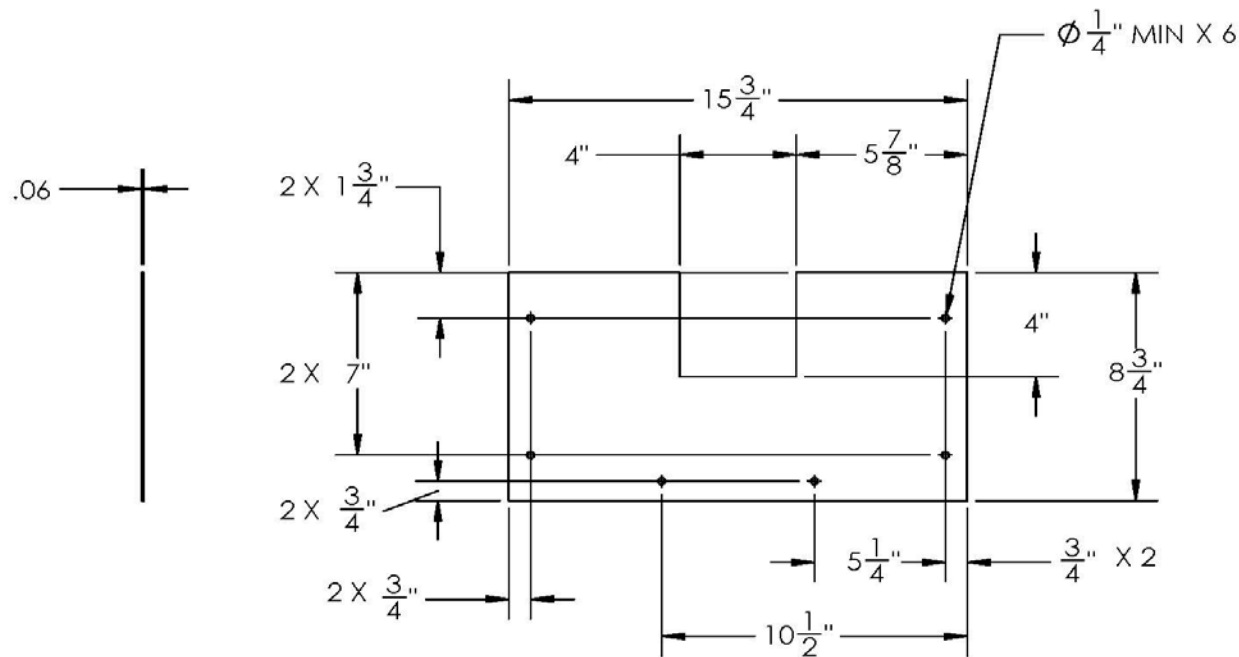 Ø 1/4" MIN X 6
15 3/4"
4"
5 7/8"
.06
2 X 1 3/4"
4"
2 X 7"
8 3/4"
2 X 3/4"
5 1/4"
3/4" X 2
2 X 3/4"
10 1/2"